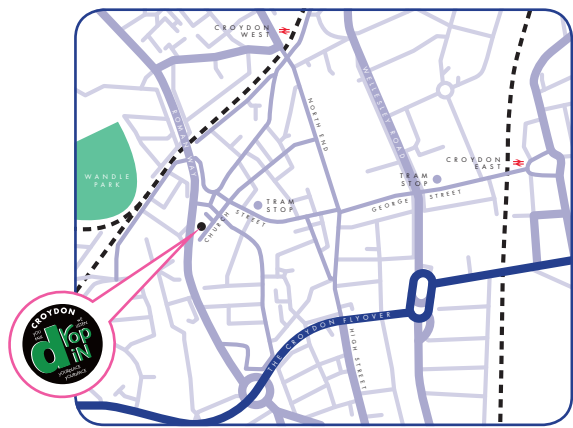 CROYDON
WEST
WELLESLEY ROAD
NORTH END
ROMAN WAY
CROYDON
EAST
WANDLE
PARK
TRAM
STOP
TRAM
STOP
GEORGE STREET
CHURCH STREET
THE CROYDON FLYOVER
HIGH STREET
CROYDON
drop
iN